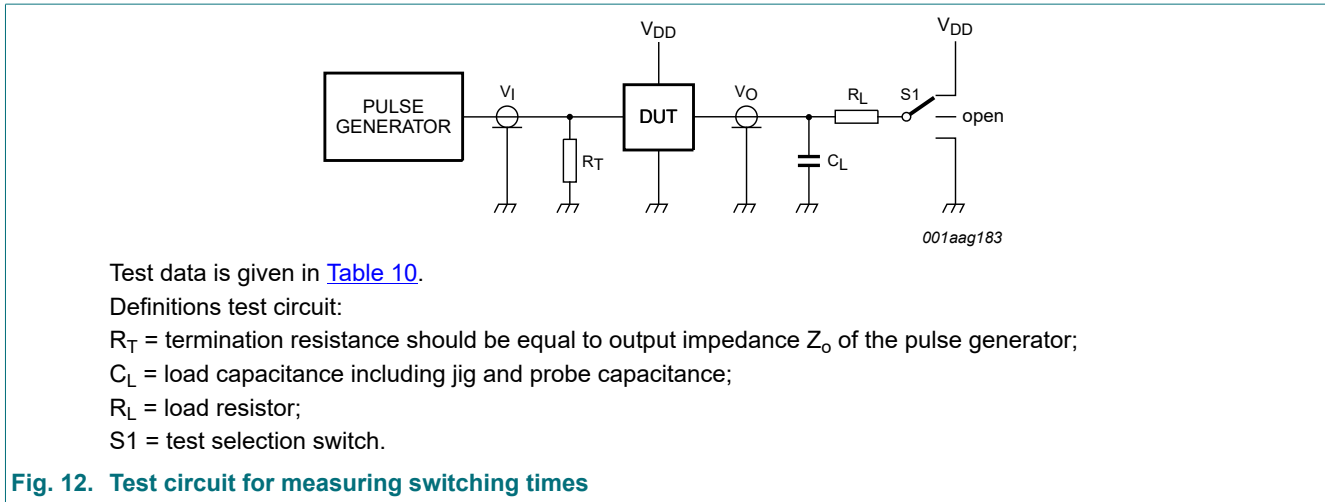 VDD
VDD
PULSE
GENERATOR
VI
DUT
VO
RL
S1
open
RT
CL
001aag183
Test data is given in Table 10.
Definitions test circuit:
RT = termination resistance should be equal to output impedance Zo of the pulse generator;
CL = load capacitance including jig and probe capacitance;
RL = load resistor;
S1 = test selection switch.
Fig. 12. Test circuit for measuring switching times